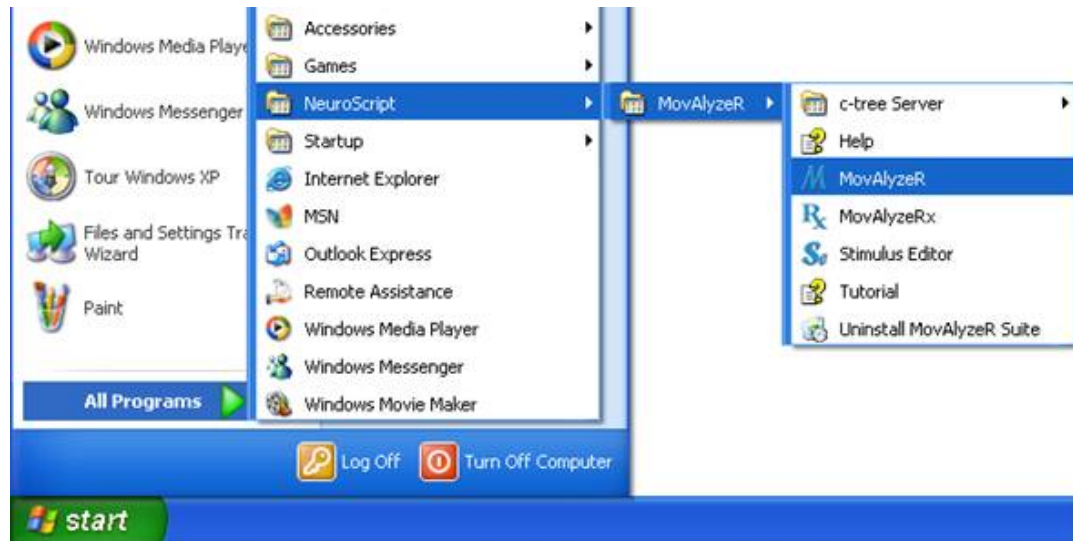 Windows Media Playe
Windows Messenger
Tour Windows XP
Files and Settings Tra
Wizard
Paint
All Programs
Accessories
Games
NeuroScript
Startup
Internet Explorer
MSN
Outlook Express
Remote Assistance
Windows Media Player
Windows Messenger
Windows Movie Maker
MovAlyzeR
c-tree Server
Help
MovAlyzeR
MovAlyzeRx
Stimulus Editor
Tutorial
Uninstall MovAlyzeR Suite
Log Off
Turn Off Computer
start